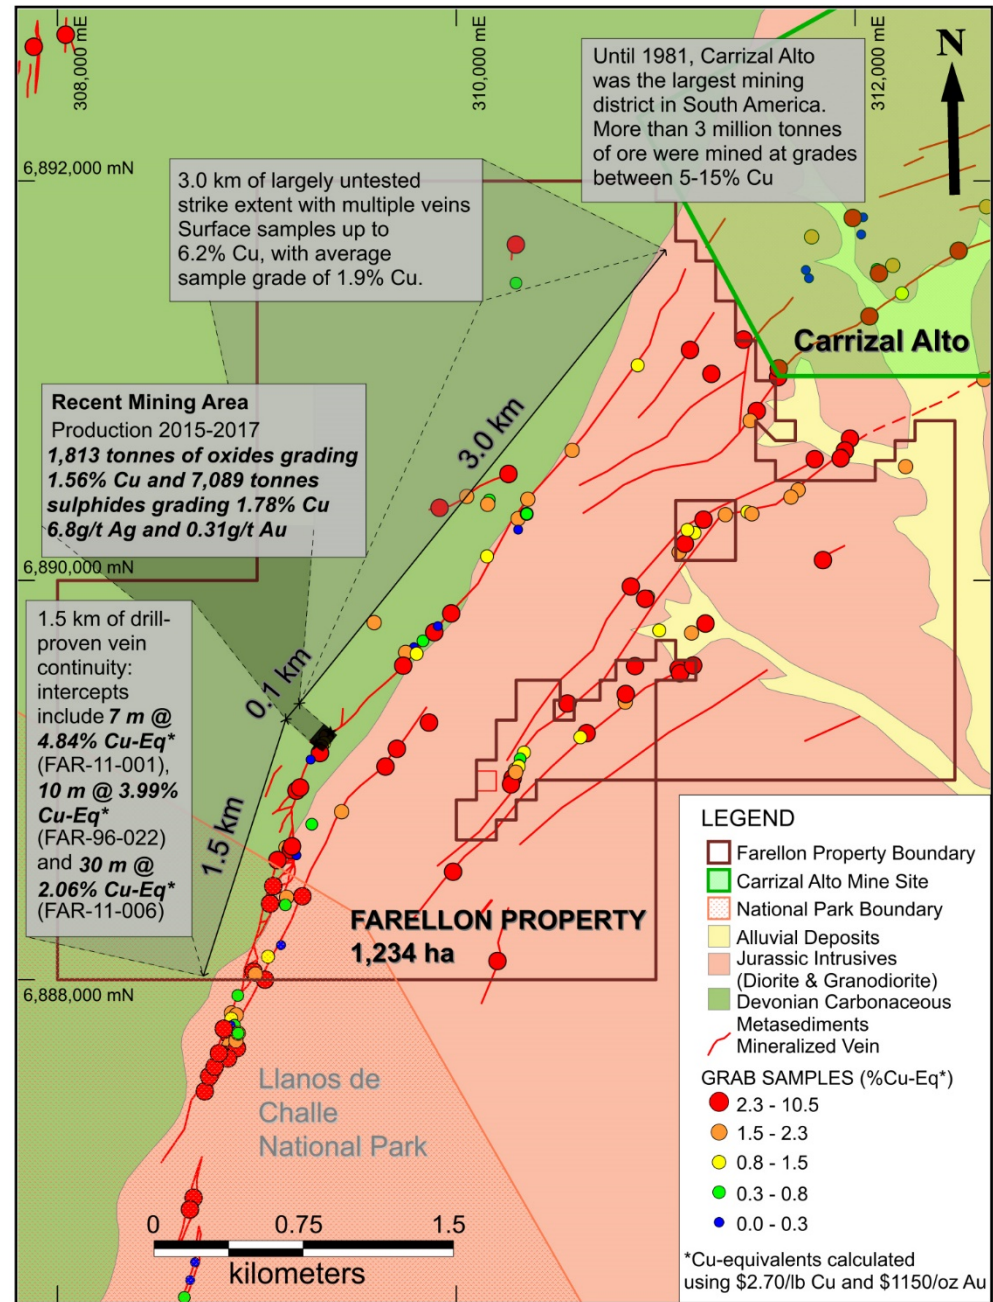 308,000 mE
310,000 mE
312,000 mE
N
Until 1981, Carrizal Alto
was the largest mining
district in South America.
More than 3 million tonnes
of ore were mined at grades
between 5-15% Cu
6,892,000 mN
3.0 km of largely untested
strike extent with multiple veins
Surface samples up to
6.2% Cu, with average
sample grade of 1.9% Cu.
Carrizal Alto
Recent Mining Area
Production 2015-2017
1,813 tonnes of oxides grading
1.56% Cu and 7,089 tonnes
sulphides grading 1.78% Cu
6.8g/t Ag and 0.31g/t Au
3.0 km
6,890,000 mN
1.5 km of drill-
proven vein
continuity:
intercepts
include 7 m @
4.84% Cu-Eq*
(FAR-11-001),
10 m @ 3.99%
Cu-Eq*
(FAR-96-022)
and 30 m @
2.06% Cu-Eq*
(FAR-11-006)
0.1 km
1.5 km
FARELLON PROPERTY
1,234 ha
6,888,000 mN
Llanos de
Challe
National Park
0 0.75 1.5
kilometers
LEGEND
Farellon Property Boundary
Carrizal Alto Mine Site
National Park Boundary
Alluvial Deposits
Jurassic Intrusives
(Diorite & Granodiorite)
Devonian Carbonaceous
Metasediments
Mineralized Vein
GRAB SAMPLES (%Cu-Eq*)
2.3 - 10.5
1.5 - 2.3
0.8 - 1.5
0.3 - 0.8
0.0 - 0.3
*Cu-equivalents calculated
using $2.70/lb Cu and $1150/oz Au